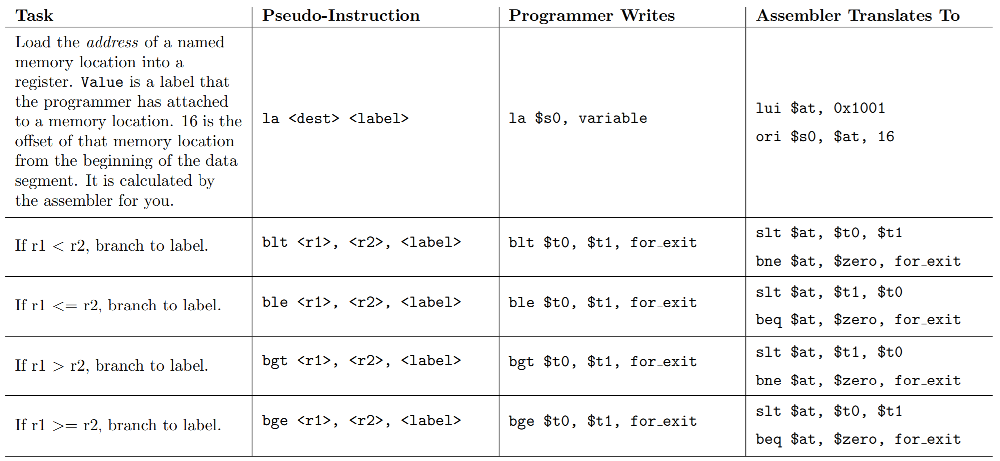 Task Pseudo-Instruction Programmer Writes Assembler Translates To
Load the address of a named
memory location into a
register. Value is a label that
the programmer has attached
to a memory location. 16 is the
offset of that memory location
from the beginning of the data
segment. It is calculated by
the assembler for you.
la <dest> <label>
la $s0, variable
lui $at, 0x1001
ori $s0, $at, 16
If r1 < r2, branch to label.
blt <r1>, <r2>, <label>
blt $t0, $t1, for_exit
slt $at, $t0, $t1
bne $at, $zero, for_exit
If r1 <= r2, branch to label.
ble <r1>, <r2>, <label>
ble $t0, $t1, for_exit
slt $at, $t1, $t0
beq $at, $zero, for_exit
If r1 > r2, branch to label.
bgt <r1>, <r2>, <label>
bgt $t0, $t1, for_exit
slt $at, $t1, $t0
bne $at, $zero, for_exit
If r1 >= r2, branch to label.
bge <r1>, <r2>, <label>
bge $t0, $t1, for_exit
slt $at, $t0, $t1
beq $at, $zero, for_exit